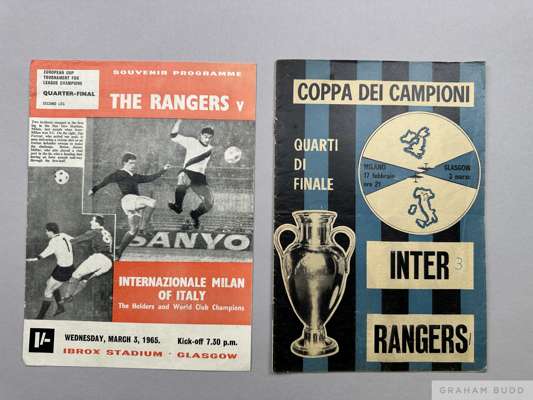 EUROPEAN CUP
TOURNAMENT FOR
LEAGUE CHAMPIONS
QUARTER-FINAL
SECOND LEG
SOUVENIR PROGRAMME
THE RANGERS v
SANYO
INTERNAZIONALE MILAN
OF ITALY
The Holders and World Club Champions
1/-
WEDNESDAY, MARCH 3, 1965.
Kick-off 7.30 p.m.
IBROX STADIUM - GLASGOW
COPPA DEI CAMPIONI
QUARTI
DI
FINALE
MILANO
17 febbraio
ore 21
GLASGOW
3 marzo
INTER 3
RANGERS 1
GRAHAM BUDD